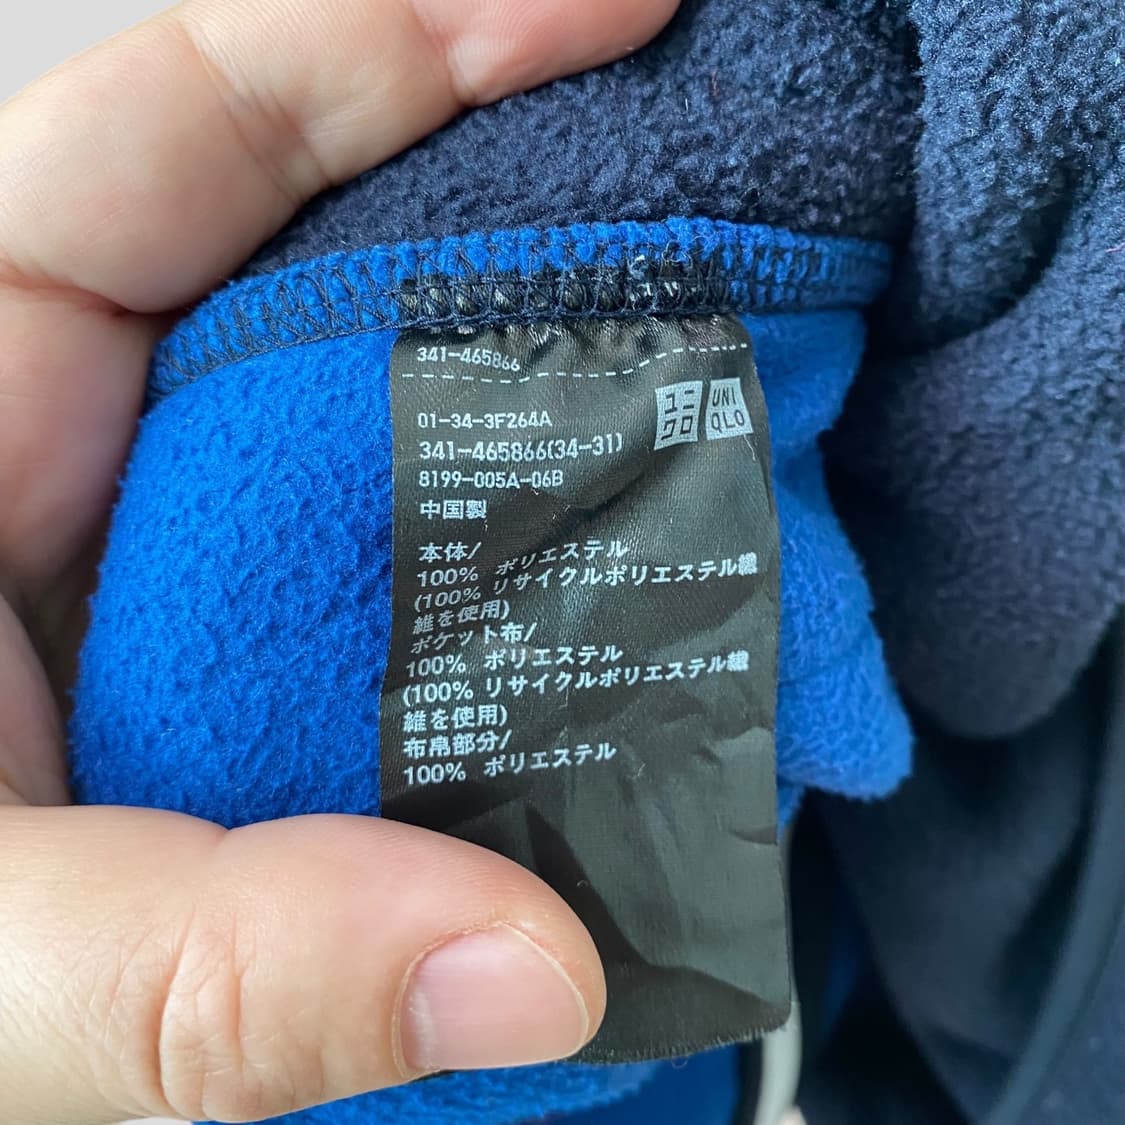 341-465866
01-34-3F264A
341-465866(34-31)
8199-005A-06B
中国製
UNI
QLO
本体/
100% ポリエステル
(100% リサイクルポリエステル繊
維を使用)
ポケット布/
100% ポリエステル
(100% リサイクルポリエステル繊
維を使用)
布帛部分/
100% ポリエステル